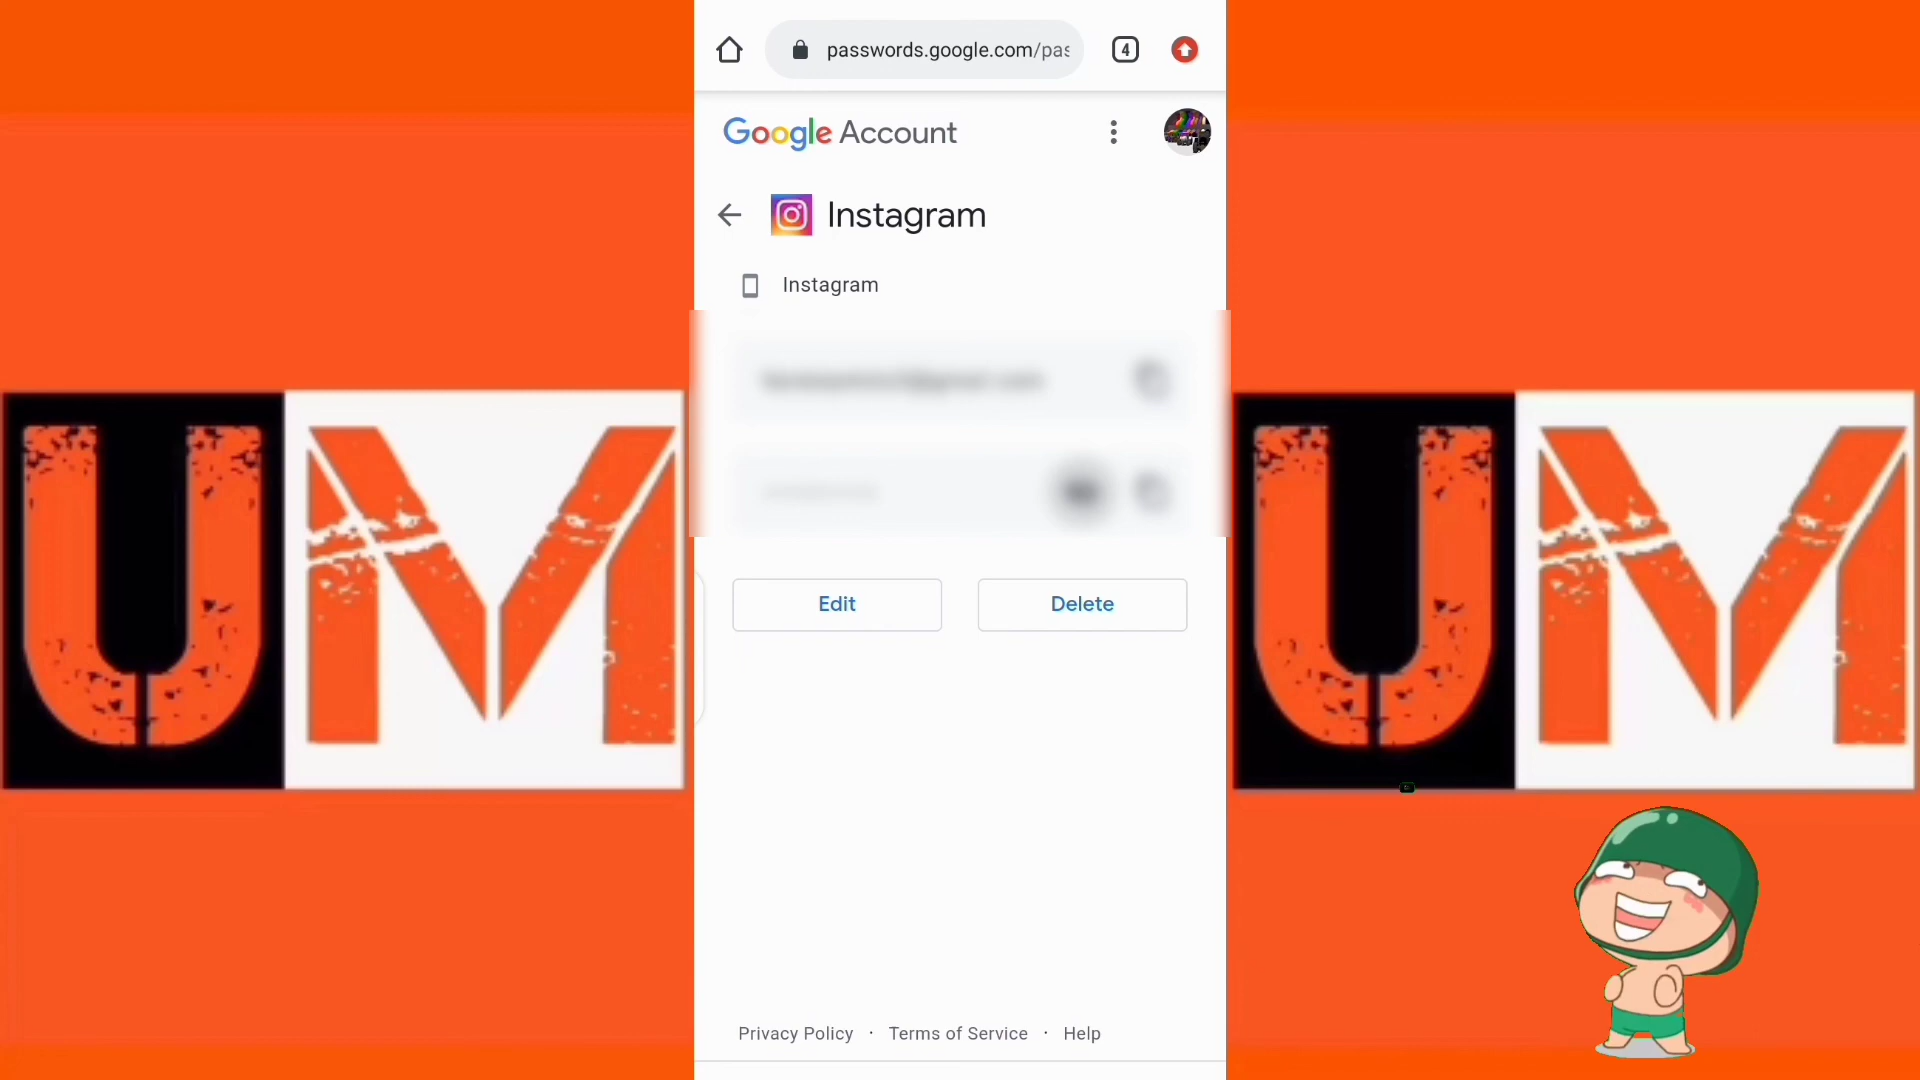 passwords.google.com/pas
4
Google Account
Instagram
Instagram
Edit
Delete
Privacy Policy · Terms of Service · Help
UM
UM